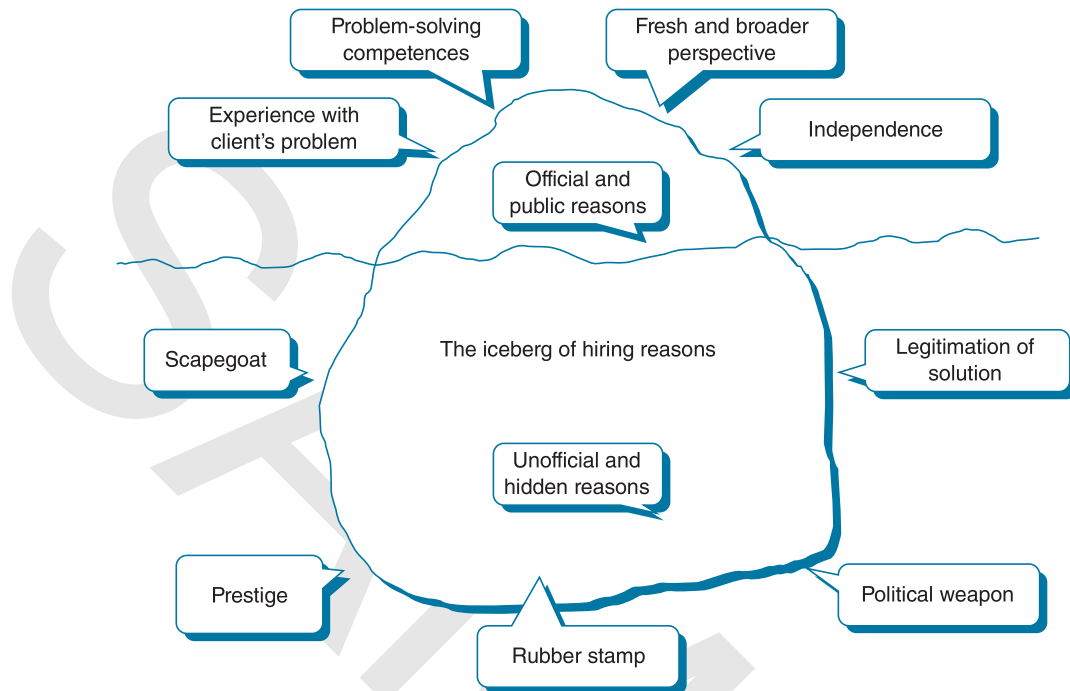 Problem-solving
competences
Fresh and broader
perspective
Experience with
client's problem
Independence
Official and
public reasons
The iceberg of hiring reasons
Scapegoat
Legitimation of
solution
Unofficial and
hidden reasons
Prestige
Political weapon
Rubber stamp